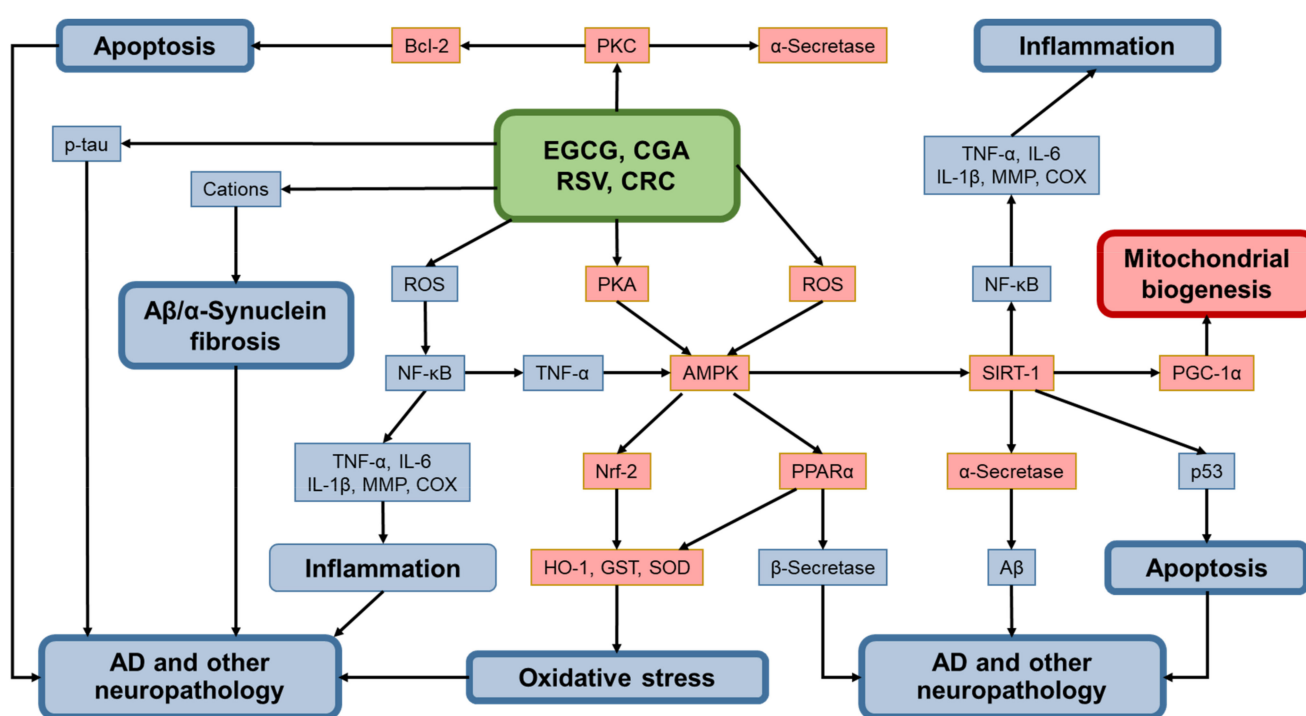 Apoptosis
Bcl-2
PKC
α-Secretase
Inflammation
p-tau
EGCG, CGA
RSV, CRC
TNF-α, IL-6
IL-1β, MMP, COX
Cations
ROS
PKA
ROS
NF-κB
Mitochondrial
biogenesis
Aβ/α-Synuclein
fibrosis
NF-κB
TNF-α
AMPK
SIRT-1
PGC-1α
TNF-α, IL-6
IL-1β, MMP, COX
Nrf-2
PPARα
α-Secretase
p53
Inflammation
HO-1, GST, SOD
β-Secretase
Aβ
Apoptosis
AD and other
neuropathology
Oxidative stress
AD and other
neuropathology